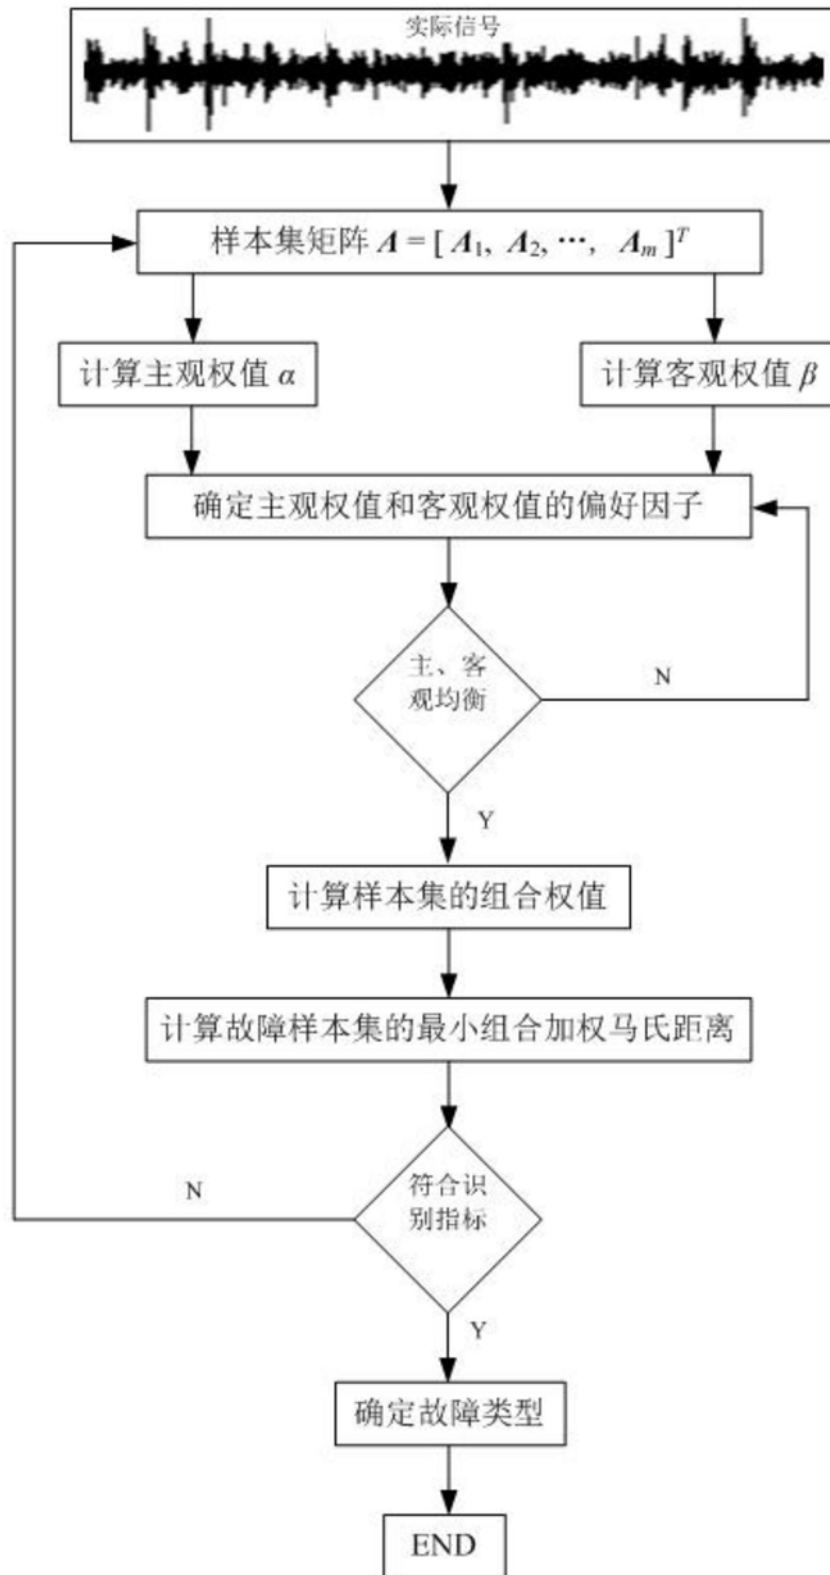 实际信号
样本集矩阵 A = [ A₁, A₂, ···, Aₘ ]ᵀ
计算主观权值 α
计算客观权值 β
确定主观权值和客观权值的偏好因子
主、客
观均衡
N
Y
计算样本集的组合权值
计算故障样本集的最小组合加权马氏距离
符合识
别指标
N
Y
确定故障类型
END